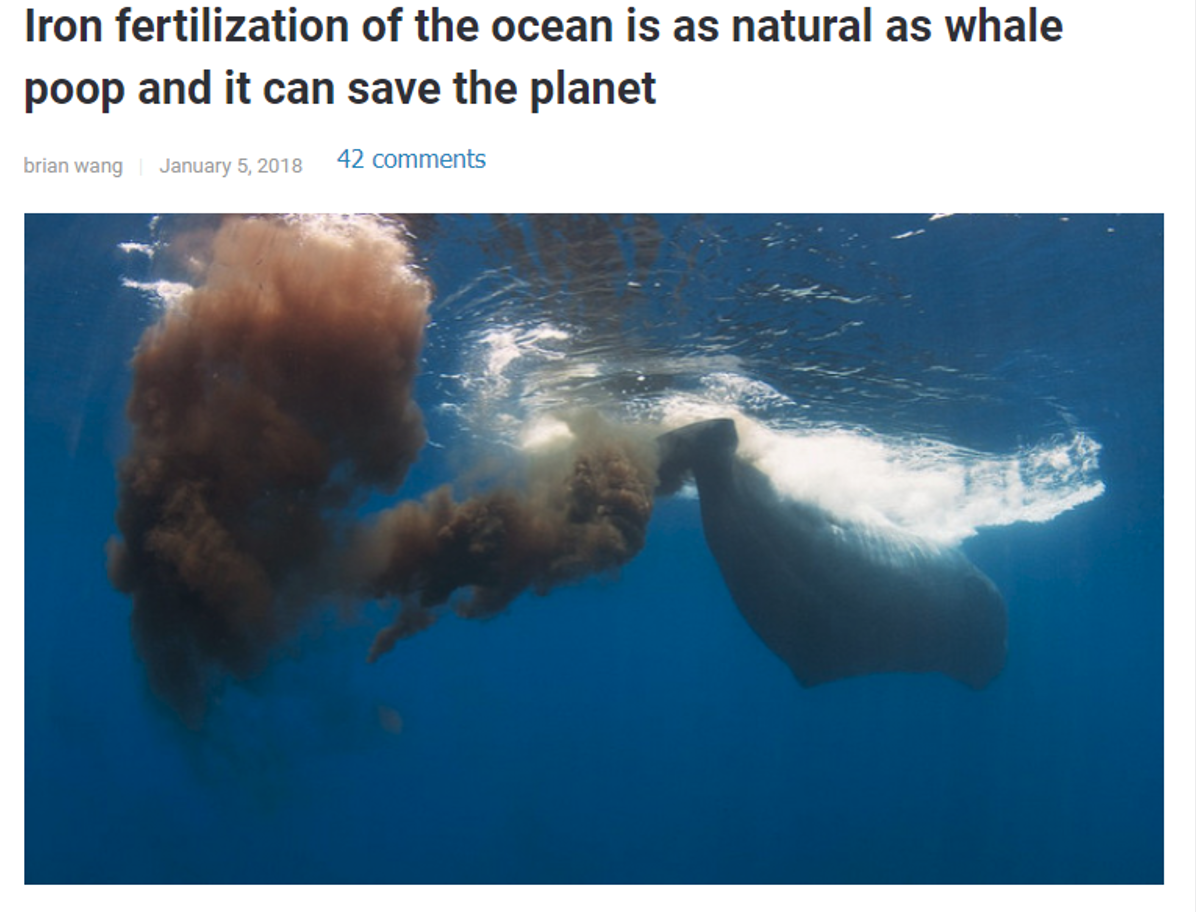 Iron fertilization of the ocean is as natural as whale
poop and it can save the planet
brian wang | January 5, 2018 42 comments